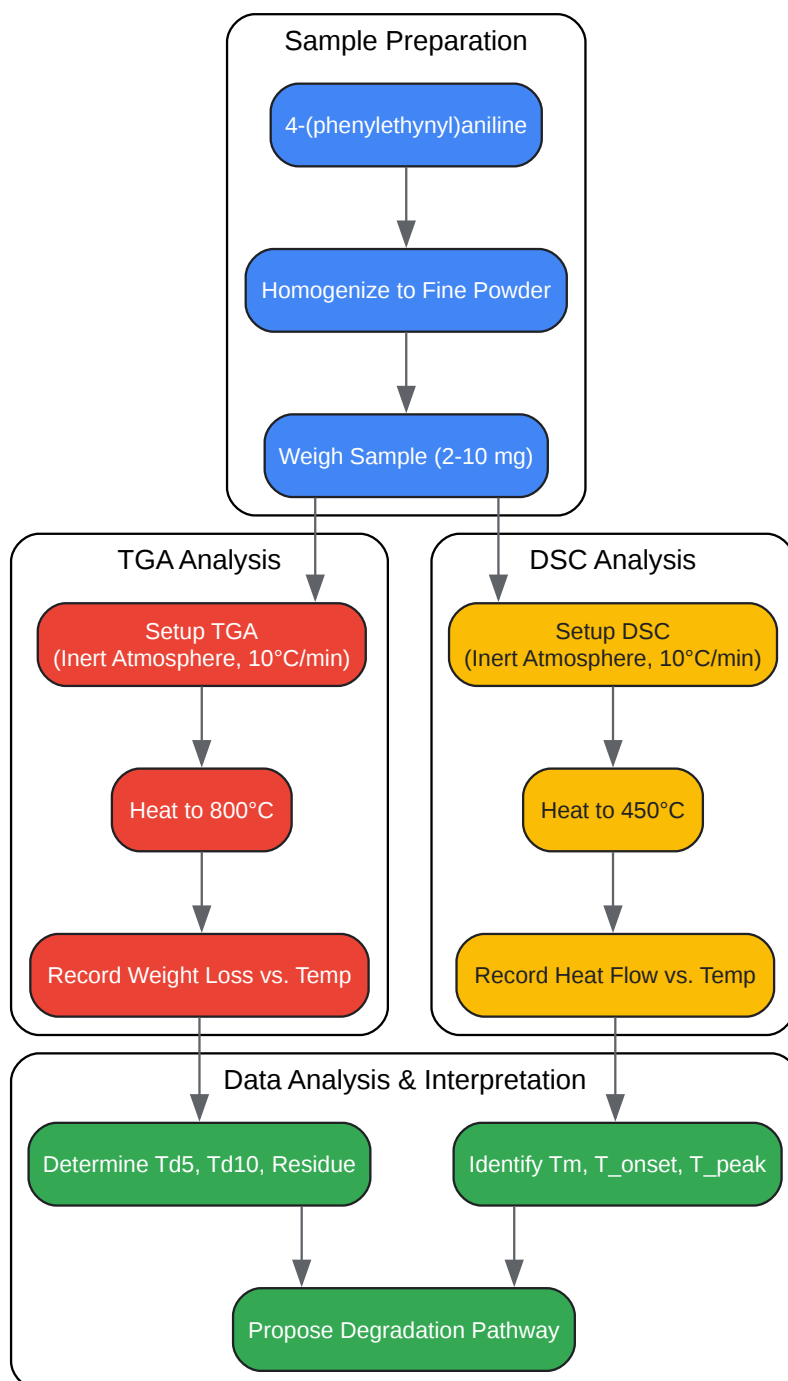 Sample Preparation
4-(phenylethynyl)aniline
Homogenize to Fine Powder
Weigh Sample (2-10 mg)
TGA Analysis
Setup TGA
(Inert Atmosphere, 10°C/min)
Heat to 800°C
Record Weight Loss vs. Temp
DSC Analysis
Setup DSC
(Inert Atmosphere, 10°C/min)
Heat to 450°C
Record Heat Flow vs. Temp
Data Analysis & Interpretation
Determine Td5, Td10, Residue
Identify Tm, T_onset, T_peak
Propose Degradation Pathway